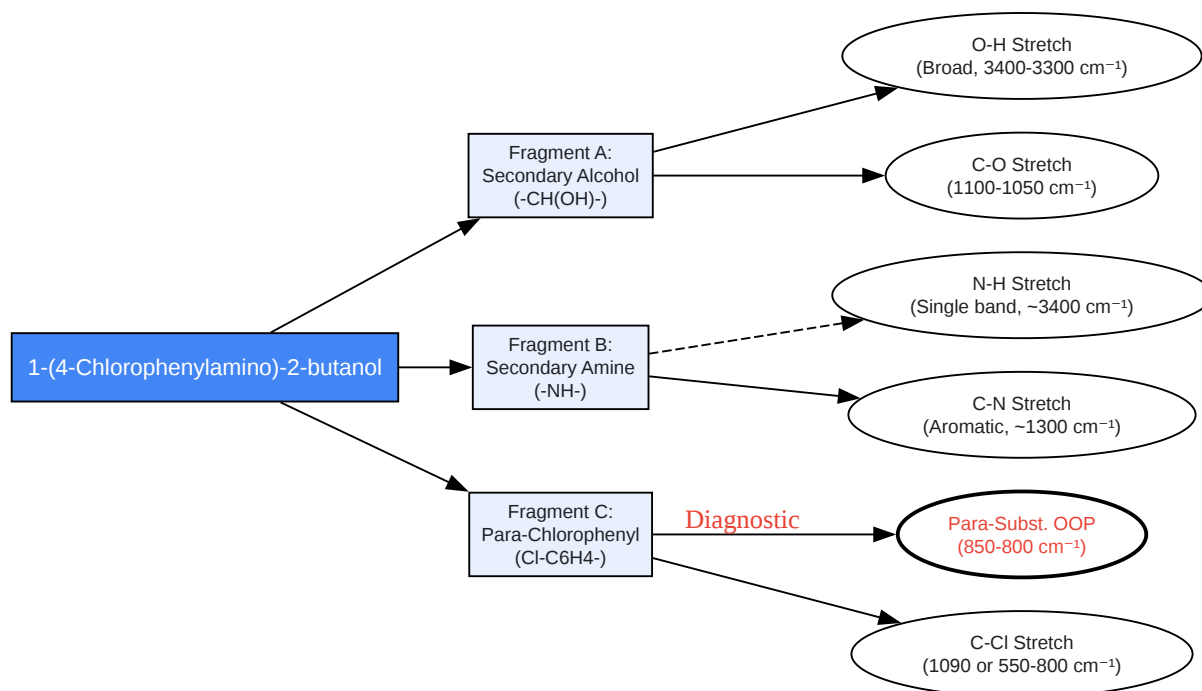 1-(4-Chlorophenylamino)-2-butanol
Fragment A:
Secondary Alcohol
(-CH(OH)-)
O-H Stretch
(Broad, 3400-3300 cm⁻¹)
C-O Stretch
(1100-1050 cm⁻¹)
Fragment B:
Secondary Amine
(-NH-)
N-H Stretch
(Single band, ~3400 cm⁻¹)
C-N Stretch
(Aromatic, ~1300 cm⁻¹)
Fragment C:
Para-Chlorophenyl
(Cl-C6H4-)
Diagnostic
Para-Subst. OOP
(850-800 cm⁻¹)
C-Cl Stretch
(1090 or 550-800 cm⁻¹)